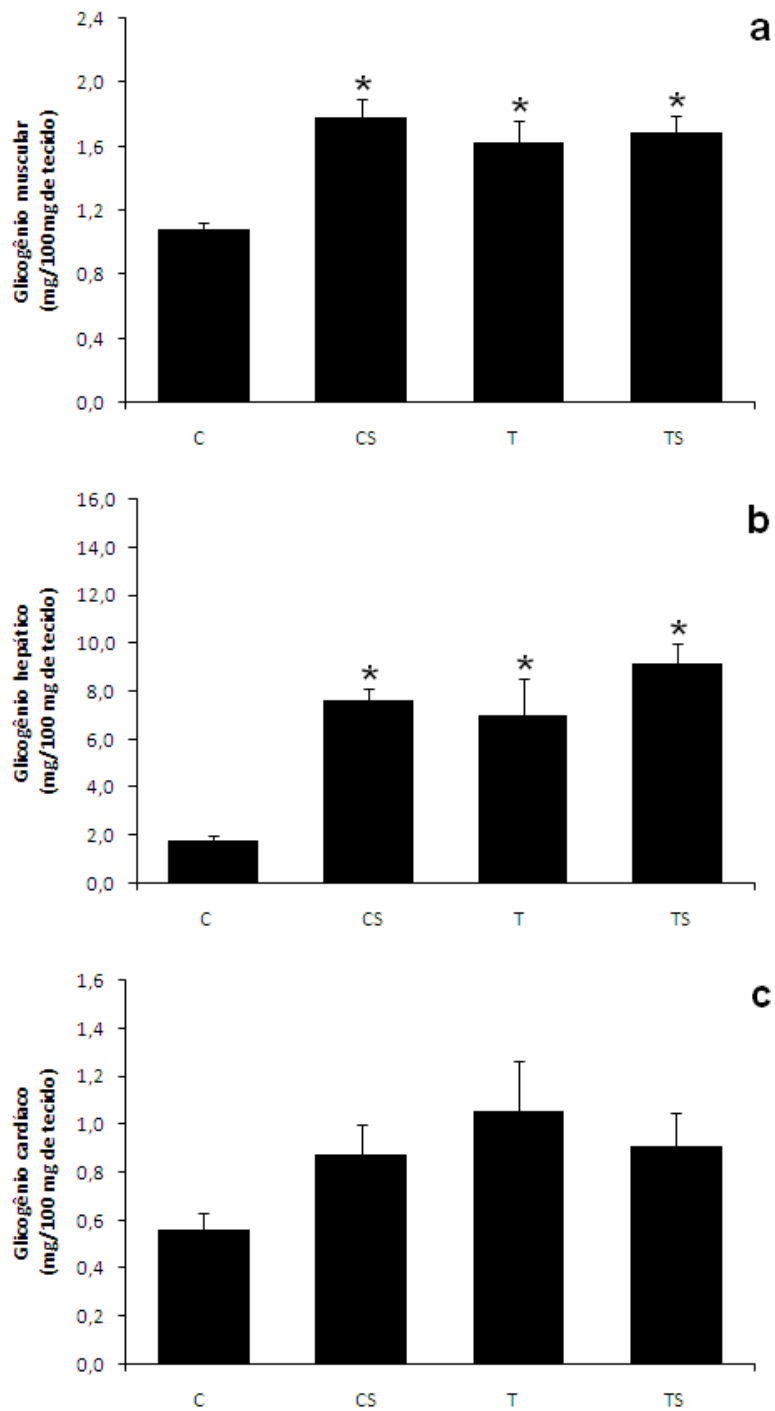 a
Glicogênio muscular
(mg/100 mg de tecido)
2,4
2,0
1,6
1,2
0,8
0,4
0,0
* * *
C CS T TS
b
Glicogênio hepático
(mg/100 mg de tecido)
16,0
14,0
12,0
10,0
8,0
6,0
4,0
2,0
0,0
* * *
C CS T TS
c
Glicogênio cardíaco
(mg/100 mg de tecido)
1,6
1,4
1,2
1,0
0,8
0,6
0,4
0,2
0,0
C CS T TS